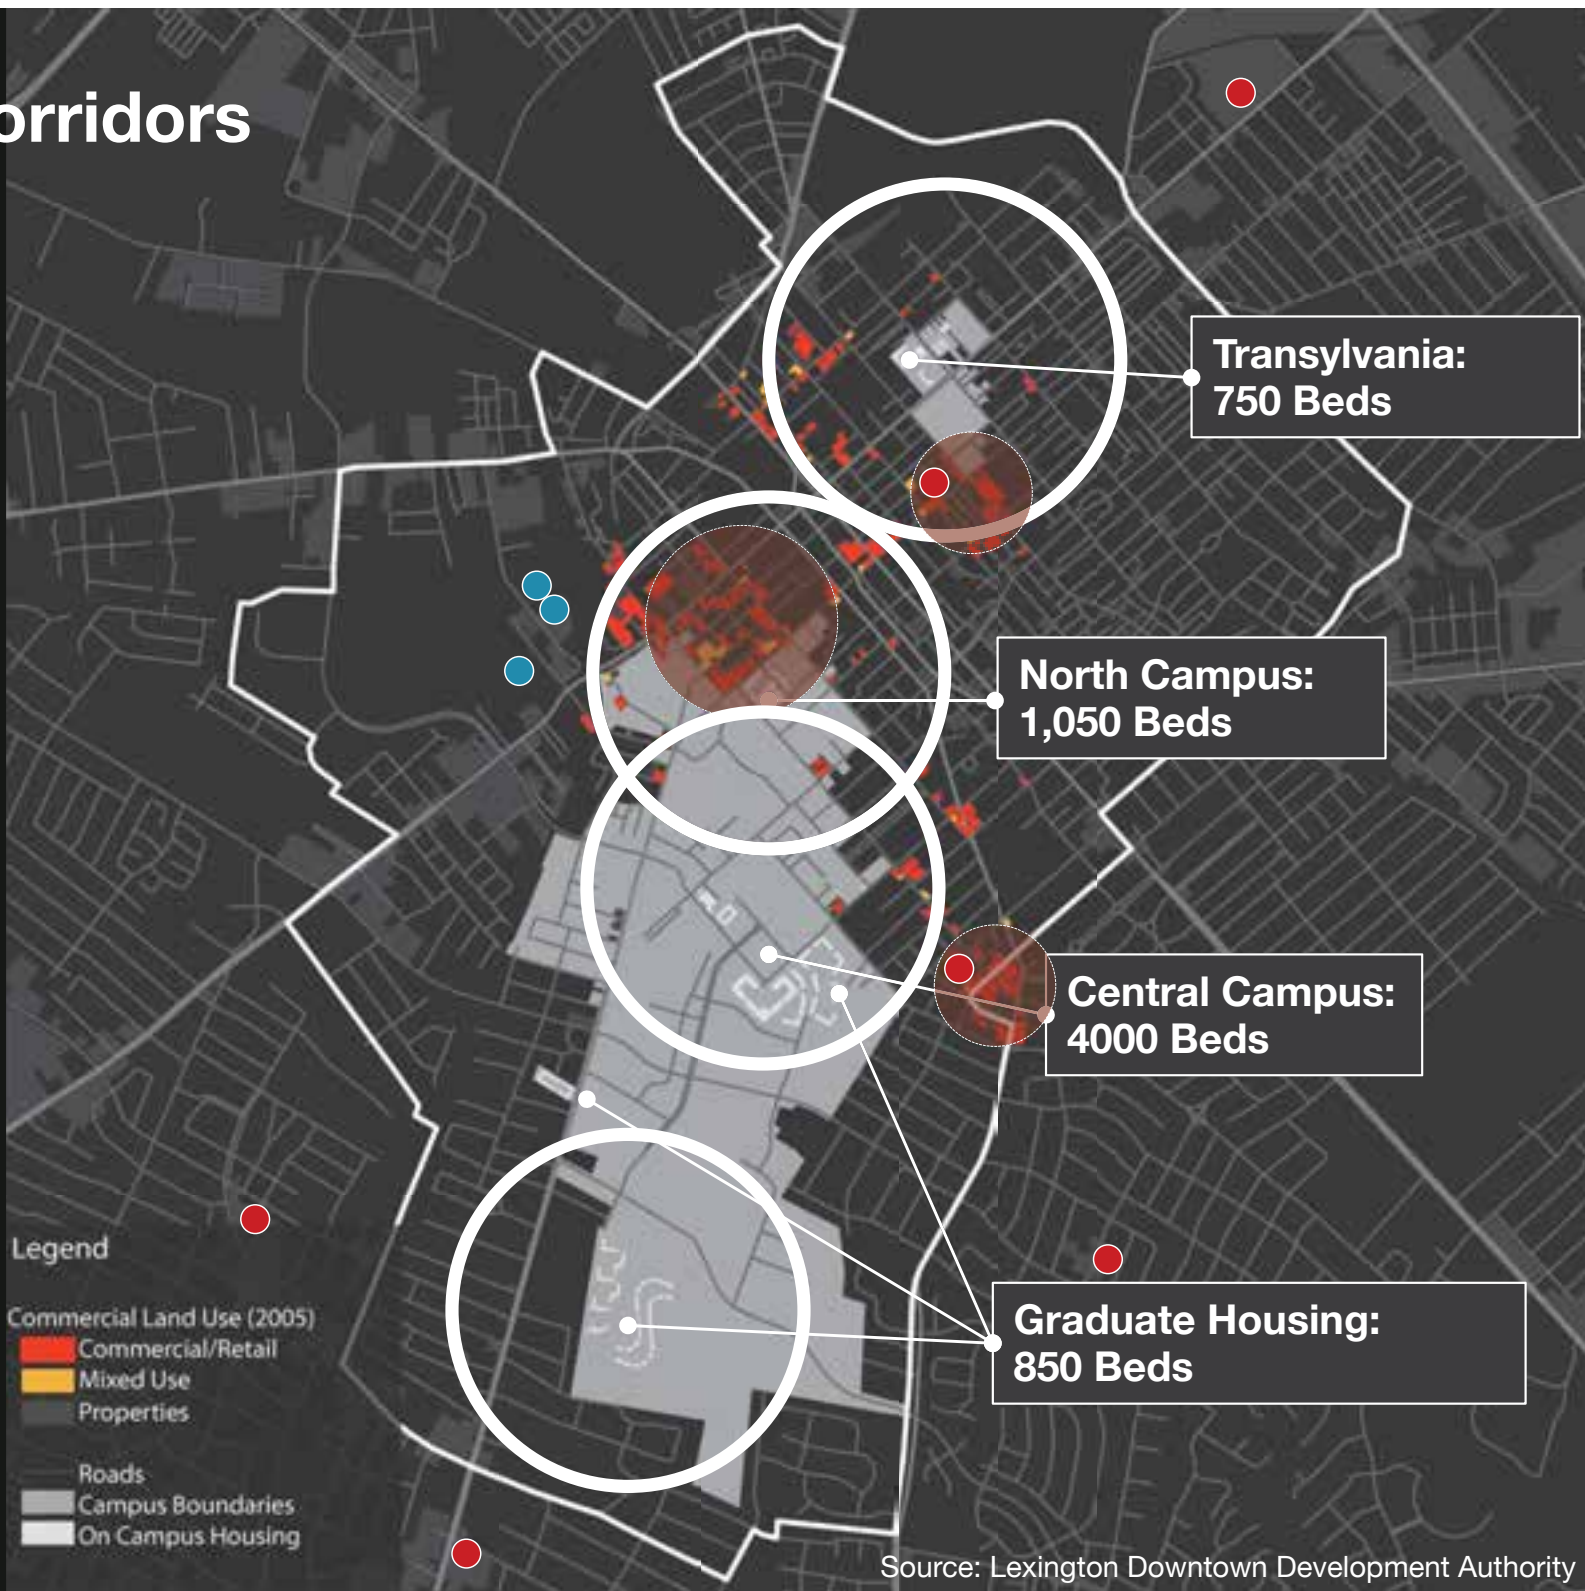 orridors
Transylvania:
750 Beds
North Campus:
1,050 Beds
Central Campus:
4000 Beds
Graduate Housing:
850 Beds
Legend
Commercial Land Use (2005)
Commercial/Retail
Mixed Use
Properties
Roads
Campus Boundaries
On Campus Housing
Source: Lexington Downtown Development Authority